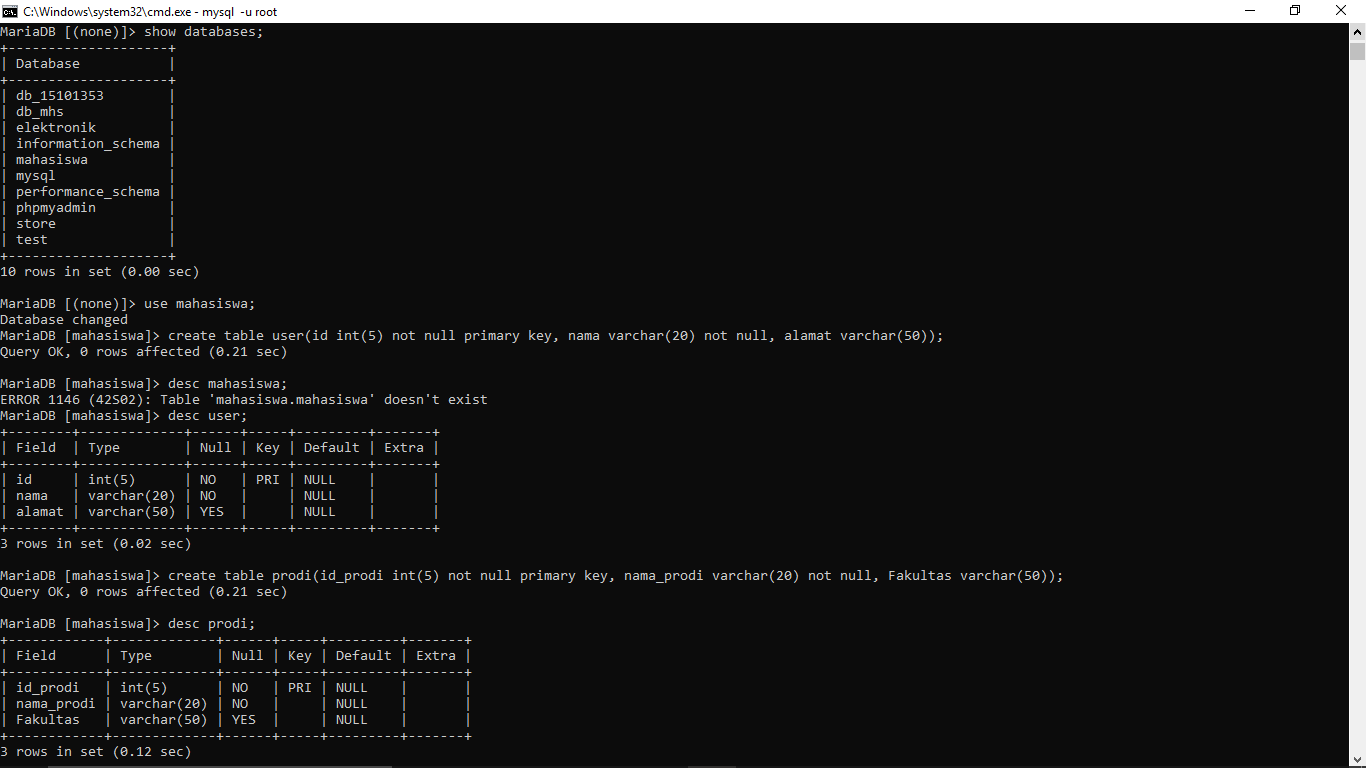 C:\Windows\system32\cmd.exe - mysql  -u root
MariaDB [(none)]> show databases;
+--------------------+
| Database           |
+--------------------+
| db_15101353        |
| db_mhs             |
| elektronik         |
| information_schema |
| mahasiswa          |
| mysql              |
| performance_schema |
| phpmyadmin         |
| store              |
| test               |
+--------------------+
10 rows in set (0.00 sec)

MariaDB [(none)]> use mahasiswa;
Database changed
MariaDB [mahasiswa]> create table user(id int(5) not null primary key, nama varchar(20) not null, alamat varchar(50));
Query OK, 0 rows affected (0.21 sec)

MariaDB [mahasiswa]> desc mahasiswa;
ERROR 1146 (42S02): Table 'mahasiswa.mahasiswa' doesn't exist
MariaDB [mahasiswa]> desc user;
+--------+-------------+------+-----+---------+-------+
| Field  | Type        | Null | Key | Default | Extra |
+--------+-------------+------+-----+---------+-------+
| id     | int(5)      | NO   | PRI | NULL    |       |
| nama   | varchar(20) | NO   |     | NULL    |       |
| alamat | varchar(50) | YES  |     | NULL    |       |
+--------+-------------+------+-----+---------+-------+
3 rows in set (0.02 sec)

MariaDB [mahasiswa]> create table prodi(id_prodi int(5) not null primary key, nama_prodi varchar(20) not null, Fakultas varchar(50));
Query OK, 0 rows affected (0.21 sec)

MariaDB [mahasiswa]> desc prodi;
+------------+-------------+------+-----+---------+-------+
| Field      | Type        | Null | Key | Default | Extra |
+------------+-------------+------+-----+---------+-------+
| id_prodi   | int(5)      | NO   | PRI | NULL    |       |
| nama_prodi | varchar(20) | NO   |     | NULL    |       |
| Fakultas   | varchar(50) | YES  |     | NULL    |       |
+------------+-------------+------+-----+---------+-------+
3 rows in set (0.12 sec)